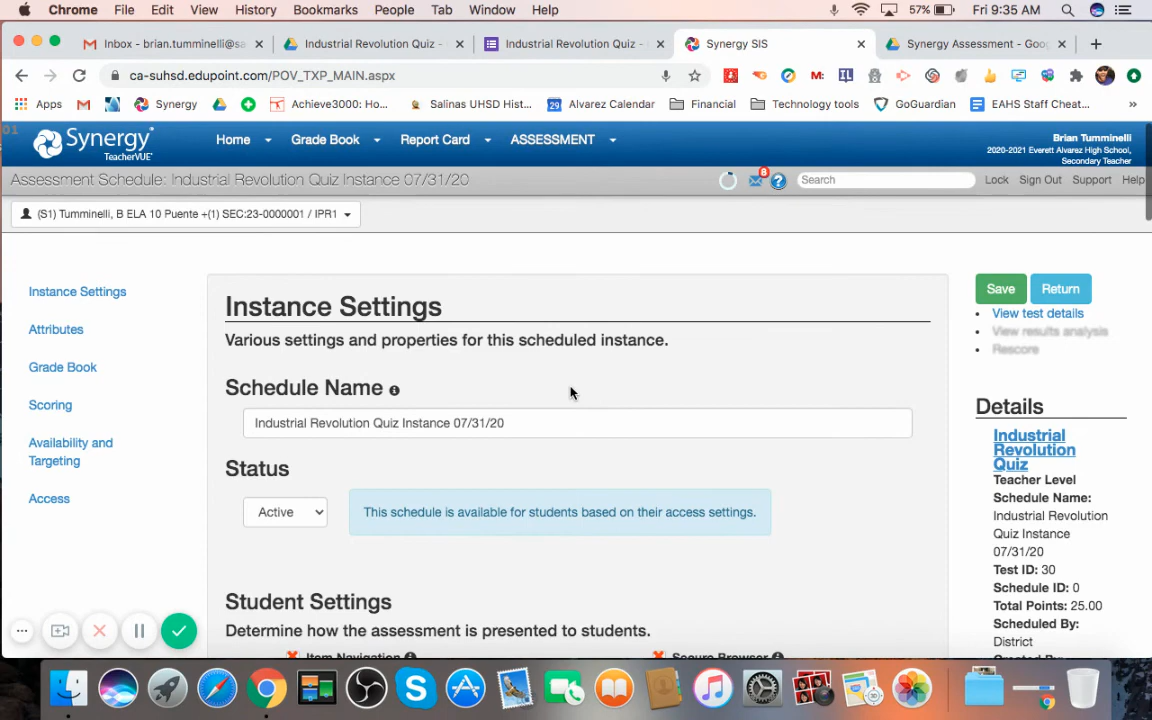 Chrome File Edit View History Bookmarks People Tab Window Help 57% Fri 9:35 AM
Inbox - brian.tumminelli@sa × Industrial Revolution Quiz - × Industrial Revolution Quiz - × Synergy SIS × Synergy Assessment - Goo × +
ca-suhsd.edupoint.com/POV_TXP_MAIN.aspx
Apps Synergy Achieve3000: Ho... Salinas UHSD Hist... Alvarez Calendar Financial Technology tools GoGuardian EAHS Staff Cheat... »
Synergy TeacherVUE Home Grade Book Report Card ASSESSMENT
Brian Tumminelli
2020-2021 Everett Alvarez High School,
Secondary Teacher
Assessment Schedule: Industrial Revolution Quiz Instance 07/31/20 8 ? Search Lock Sign Out Support Help
(S1) Tumminelli, B ELA 10 Puente +(1) SEC:23-0000001 / IPR1
Instance Settings
Attributes
Grade Book
Scoring
Availability and
Targeting
Access
Instance Settings
Various settings and properties for this scheduled instance.
Schedule Name
Industrial Revolution Quiz Instance 07/31/20
Status
Active This schedule is available for students based on their access settings.
Student Settings
Determine how the assessment is presented to students.
Item Navigation Secure Browser
Save Return
View test details
View results analysis
Rescore
Details
Industrial
Revolution
Quiz
Teacher Level
Schedule Name:
Industrial Revolution
Quiz Instance
07/31/20
Test ID: 30
Schedule ID: 0
Total Points: 25.00
Scheduled By:
District